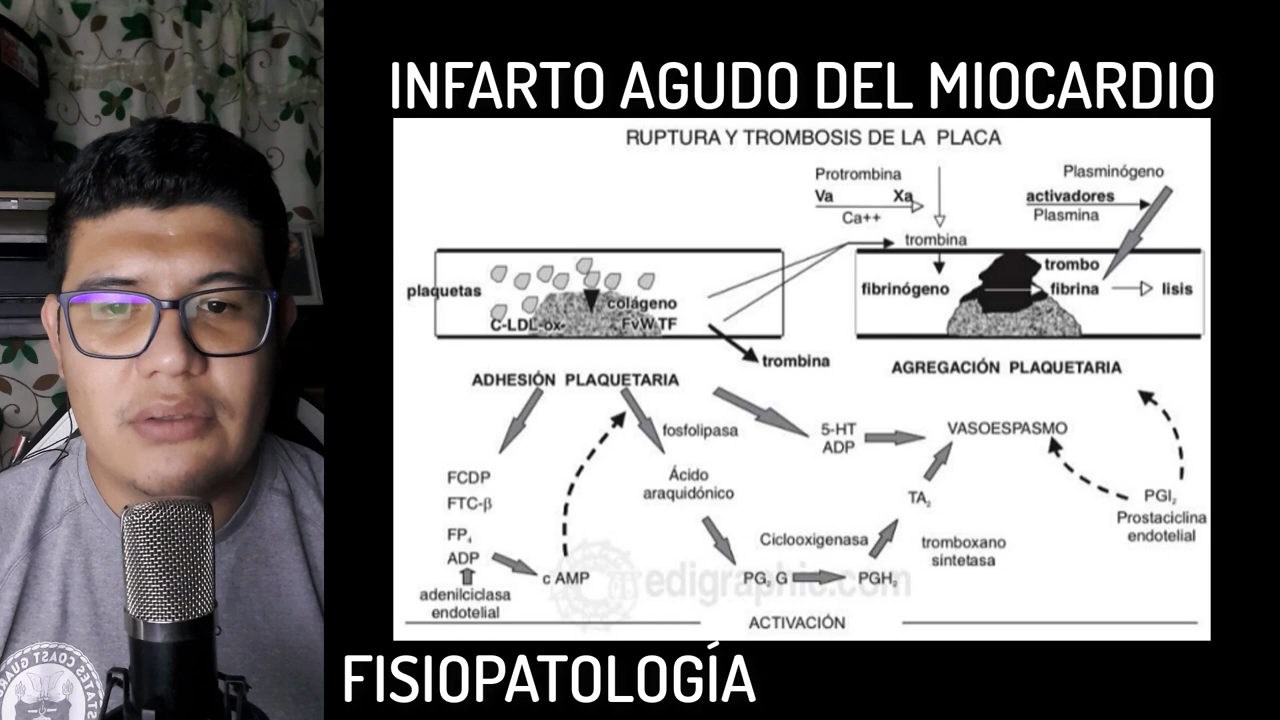 INFARTO AGUDO DEL MIOCARDIO
RUPTURA Y TROMBOSIS DE LA PLACA
Protrombina
Va Xa
Ca++
trombina
Plasminógeno
activadores
Plasmina
plaquetas
colágeno
C-LDL-ox-
FvW TF
trombina
trombo
fibrinógeno
fibrina
lisis
ADHESIÓN PLAQUETARIA
AGREGACIÓN PLAQUETARIA
fosfolipasa
5-HT
ADP
VASOESPASMO
FCDP
FTC-β
FP₄
ADP
adenilciclasa
endotelial
c AMP
Ácido
araquidónico
Ciclooxigenasa
PG₂ G
PGH₂
TA₂
tromboxano
sintetasa
PGI₂
Prostaciclina
endotelial
edigraphic.com
ACTIVACIÓN
FISIOPATOLOGÍA
STATES COAST GUARD